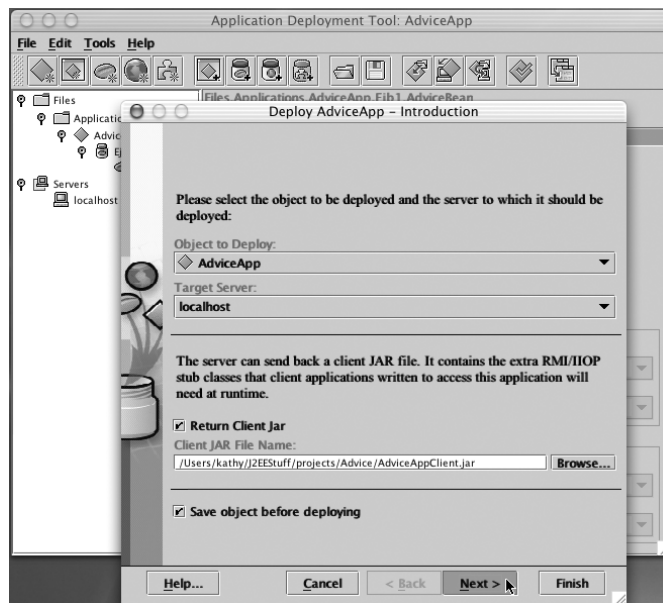 Application Deployment Tool: AdviceApp
File Edit Tools Help
Files
Files.Applications.AdviceApp.Ejb1.AdviceBean
Applicatio
Advic
Ej
Servers
localhost
Deploy AdviceApp – Introduction
Please select the object to be deployed and the server to which it should be
deployed:
Object to Deploy:
AdviceApp
Target Server:
localhost
The server can send back a client JAR file. It contains the extra RMI/IIOP
stub classes that client applications written to access this application will
need at runtime.
Return Client Jar
Client JAR File Name:
/Users/kathy/J2EEStuff/projects/Advice/AdviceAppClient.jar Browse...
Save object before deploying
Help... Cancel < Back Next > Finish